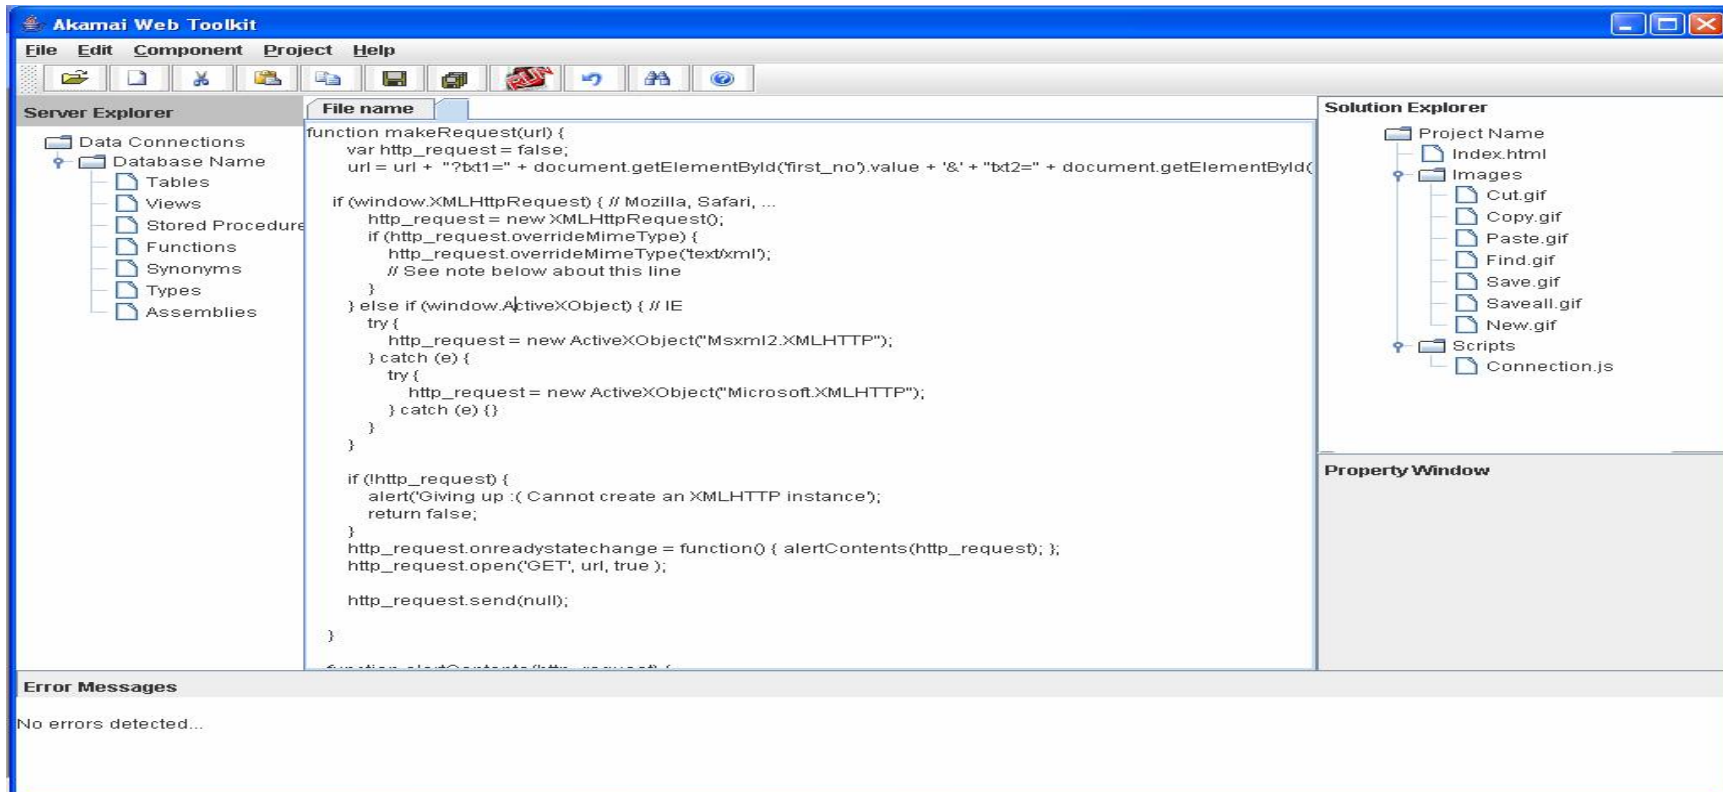 Akamai Web Toolkit
File Edit Component Project Help
RUN
Server Explorer
Data Connections
Database Name
Tables
Views
Stored Procedure
Functions
Synonyms
Types
Assemblies
File name
function makeRequest(url) {
var http_request = false;
url = url + "?txt1=" + document.getElementById('first_no').value + '&' + "txt2=" + document.getElementById(
if (window.XMLHttpRequest) { // Mozilla, Safari, ...
http_request = new XMLHttpRequest();
if (http_request.overrideMimeType) {
http_request.overrideMimeType('text/xml');
// See note below about this line
}
} else if (window.ActiveXObject) { // IE
try {
http_request = new ActiveXObject("Msxml2.XMLHTTP");
} catch (e) {
try {
http_request = new ActiveXObject("Microsoft.XMLHTTP");
} catch (e) {}
}
}
if (!http_request) {
alert('Giving up :( Cannot create an XMLHTTP instance');
return false;
}
http_request.onreadystatechange = function() { alertContents(http_request); };
http_request.open('GET', url, true );
http_request.send(null);
}
function alertContents(http_request) {
Solution Explorer
Project Name
Index.html
Images
Cut.gif
Copy.gif
Paste.gif
Find.gif
Save.gif
Saveall.gif
New.gif
Scripts
Connection.js
Property Window
Error Messages
No errors detected...